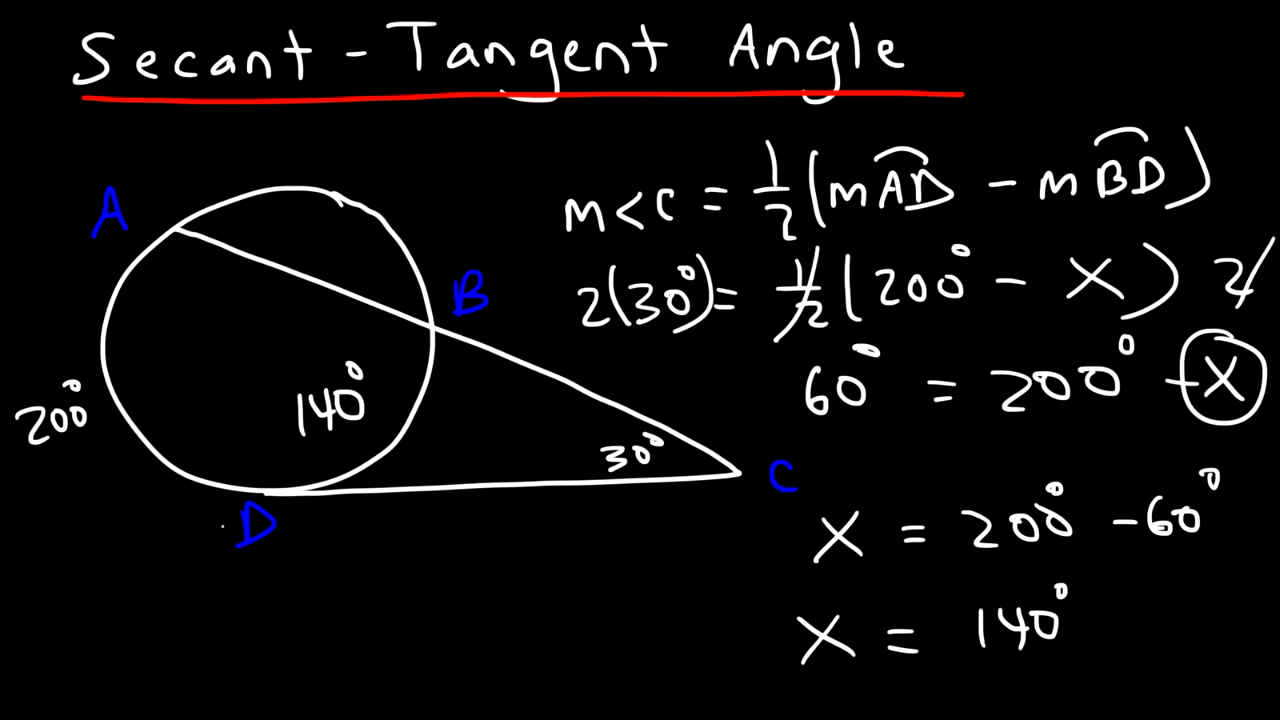 Secant - Tangent Angle
m<C = 1/2 (mAD⌢ - mBD⌢)
2(30°) = 1/2 (200° - X) 2
60° = 200° - X
X = 200° - 60°
X = 140°
A
B
200°
140°
30°
C
D